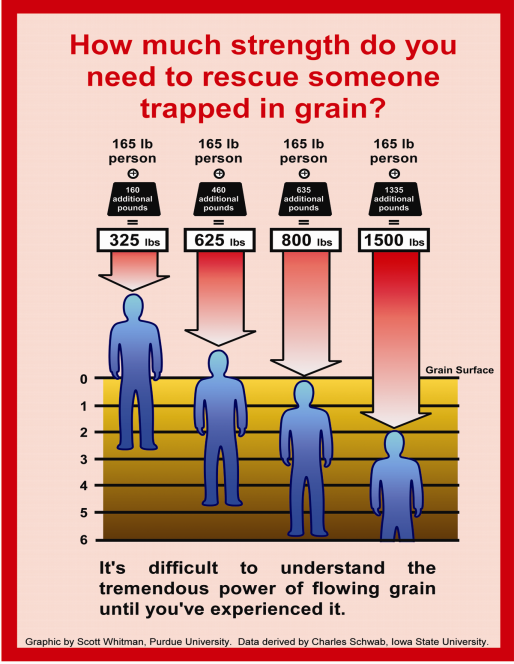 How much strength do you
need to rescue someone
trapped in grain?
165 lb person
160 additional pounds
=
325 lbs
165 lb person
460 additional pounds
=
625 lbs
165 lb person
635 additional pounds
=
800 lbs
165 lb person
1335 additional pounds
=
1500 lbs
Grain Surface
0
1
2
3
4
5
6
It's difficult to understand the
tremendous power of flowing grain
until you've experienced it.
Graphic by Scott Whitman, Purdue University. Data derived by Charles Schwab, Iowa State University.